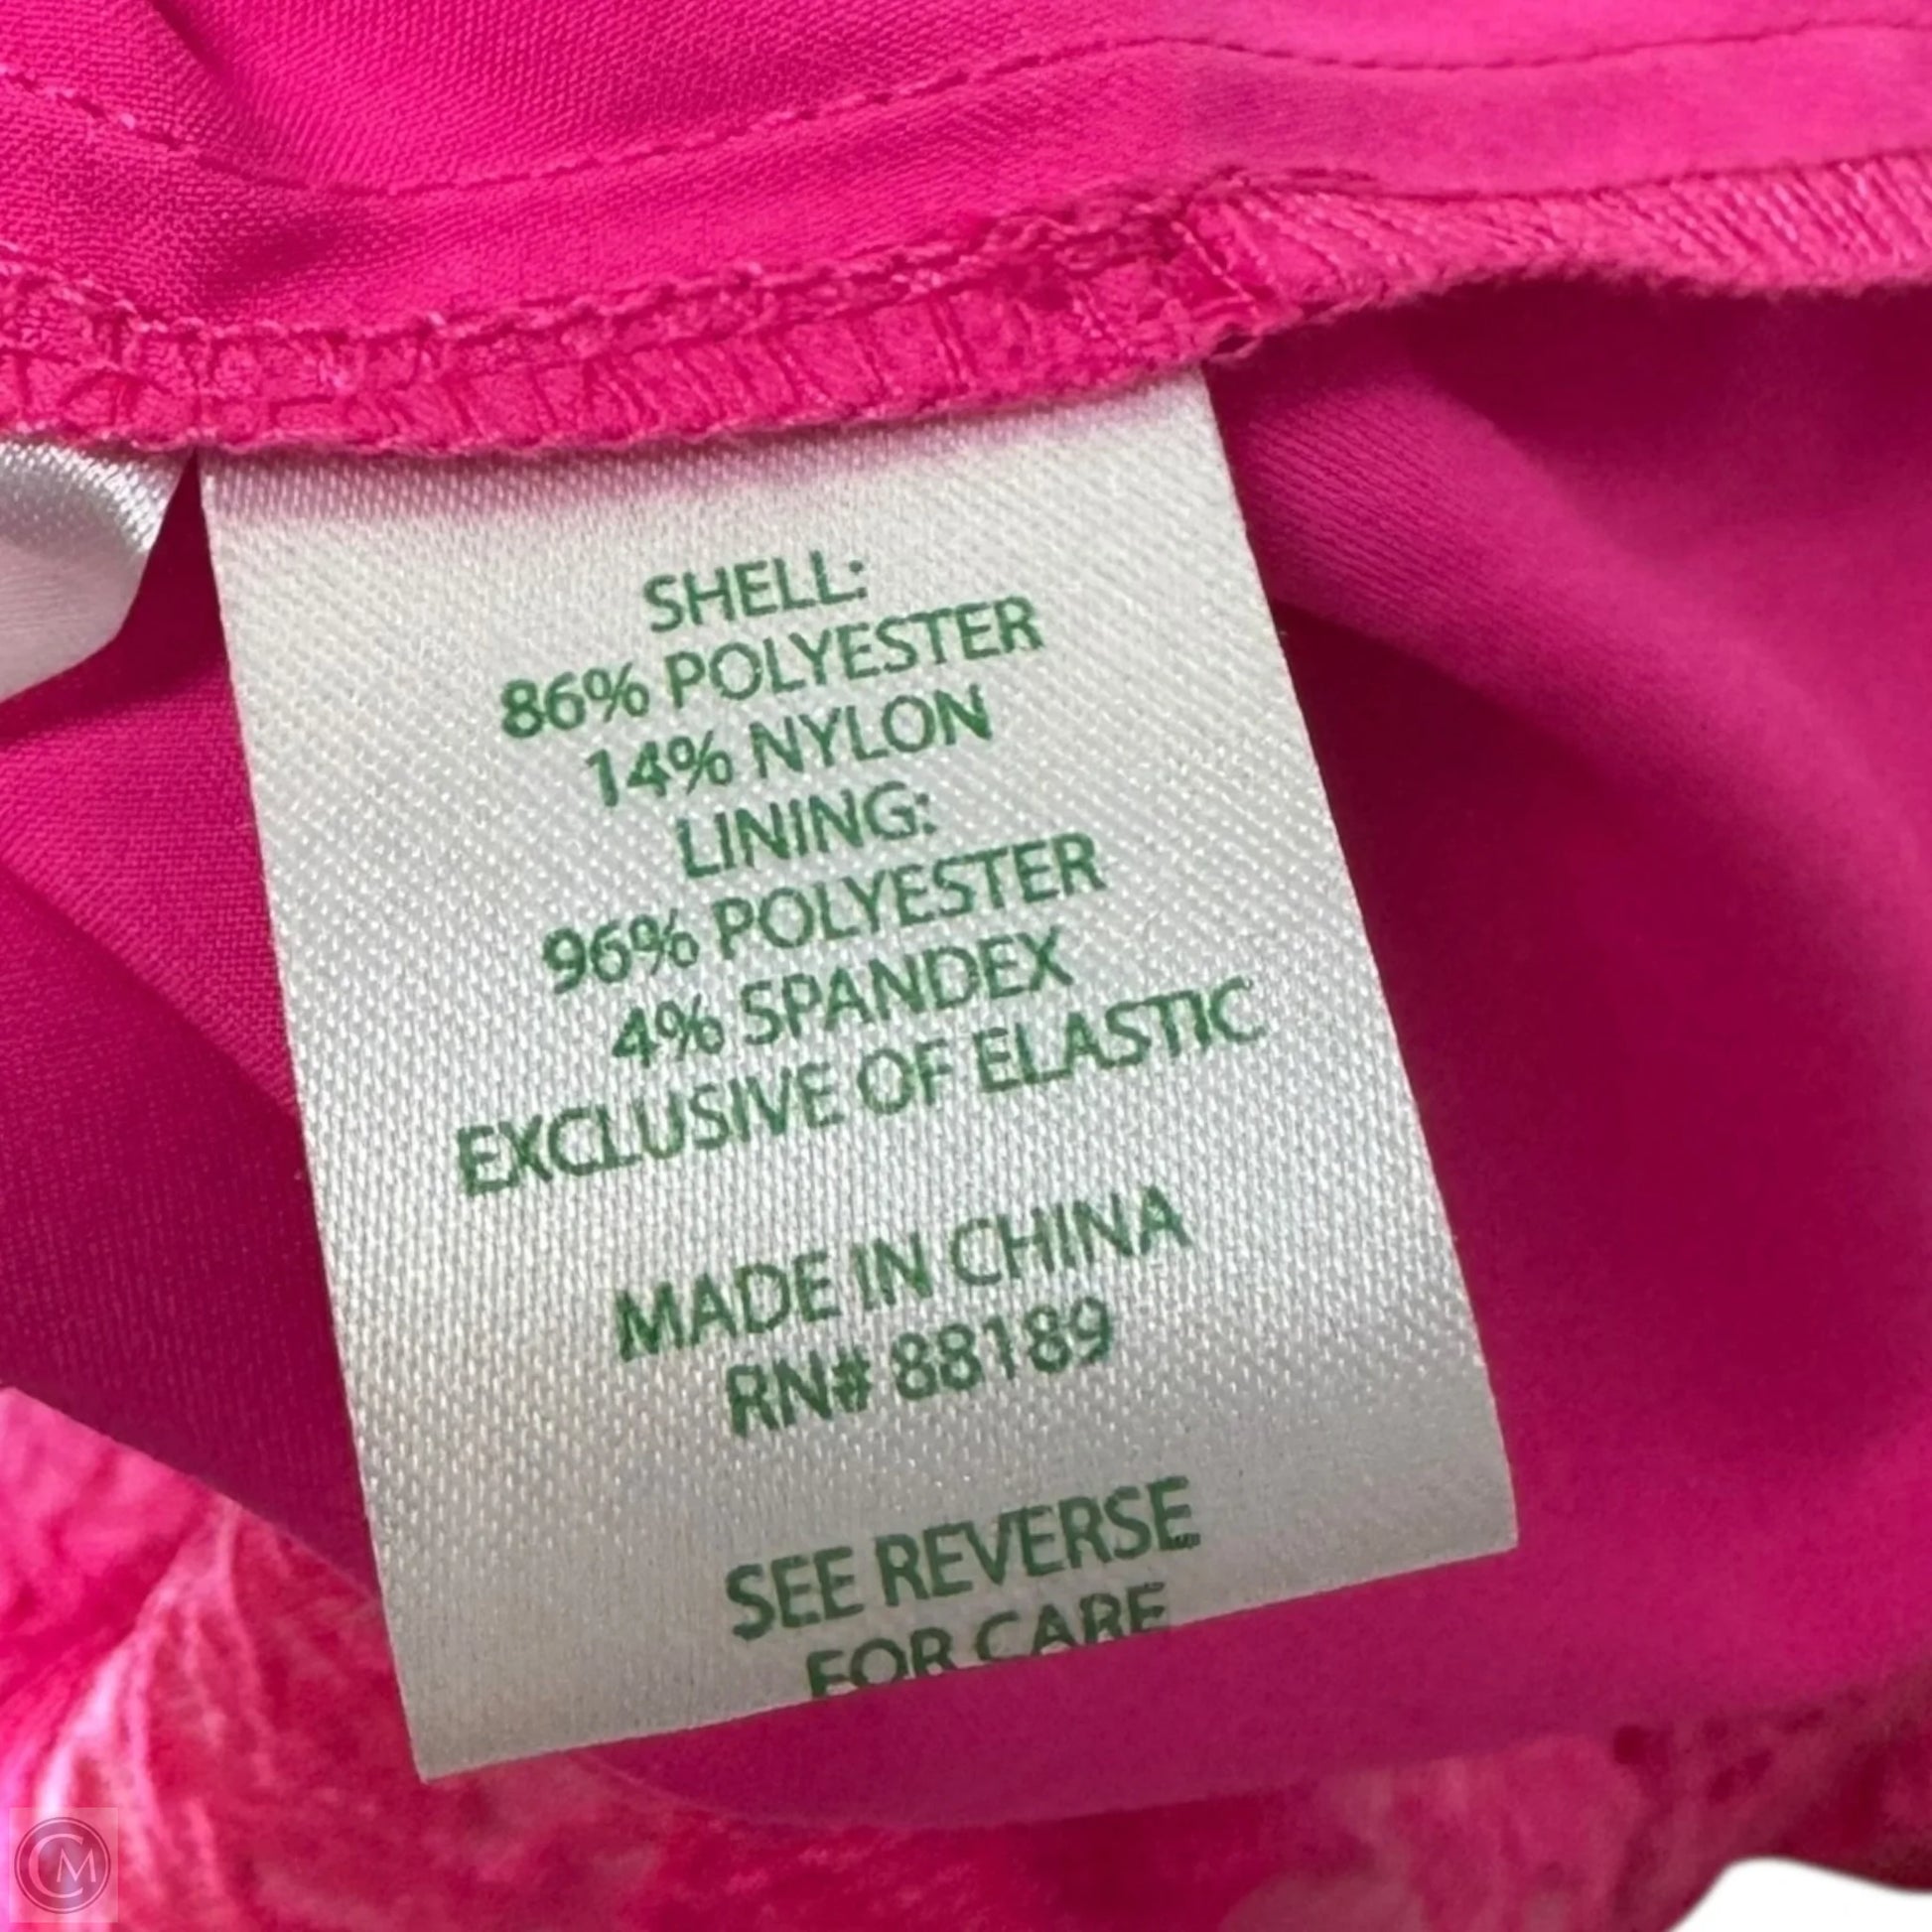 SHELL:
86% POLYESTER
14% NYLON
LINING:
96% POLYESTER
4% SPANDEX
EXCLUSIVE OF ELASTIC
MADE IN CHINA
RN# 88189
SEE REVERSE
FOR CARE
CM